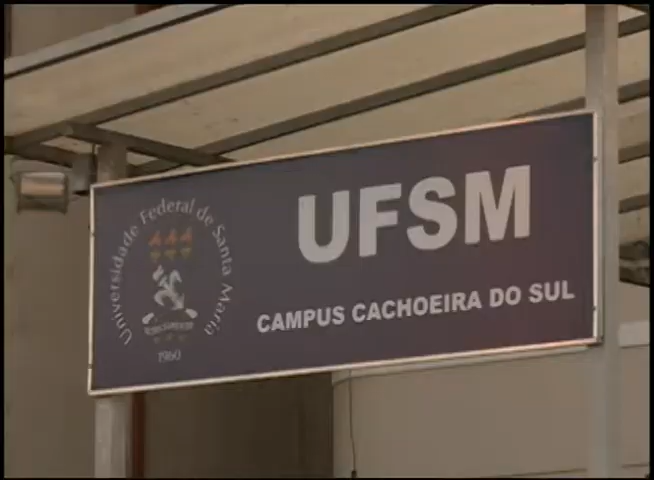 Universidade Federal de Santa Maria
1960
UFSM
CAMPUS CACHOEIRA DO SUL